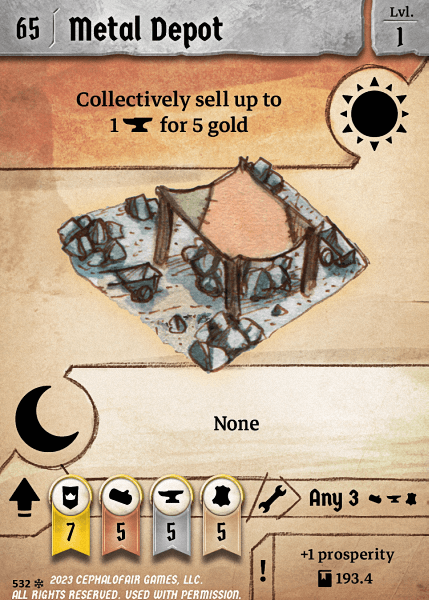 65 Metal Depot
Lvl.
1
Collectively sell up to
1 for 5 gold
None
7 5 5 5
Any 3
+1 prosperity
! 193.4
532 2023 CEPHALOFAIR GAMES, LLC.
ALL RIGHTS RESERVED. USED WITH PERMISSION.